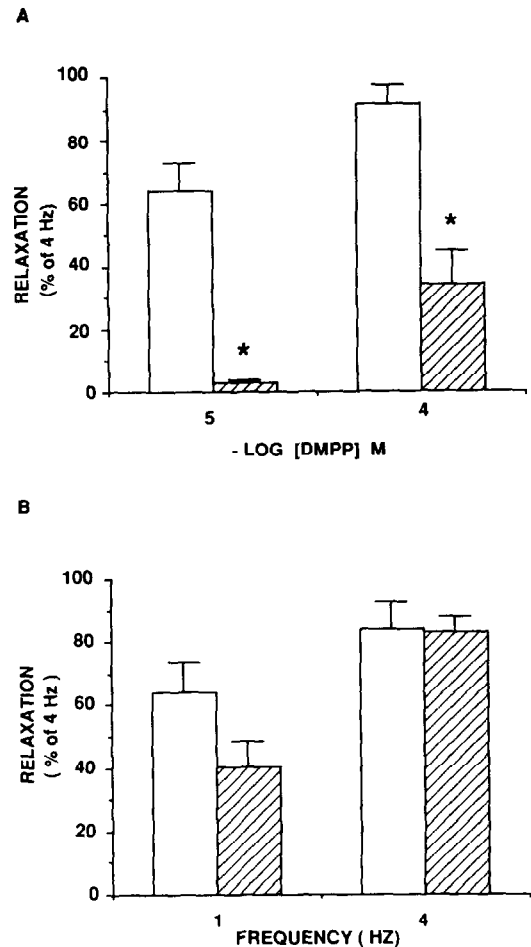 A
100
80
60
40
20
0
RELAXATION
(% of 4 Hz)
*
*
5
4
- LOG [DMPP] M
B
100
80
60
40
20
0
RELAXATION
( % of 4 Hz )
1
4
FREQUENCY ( HZ)